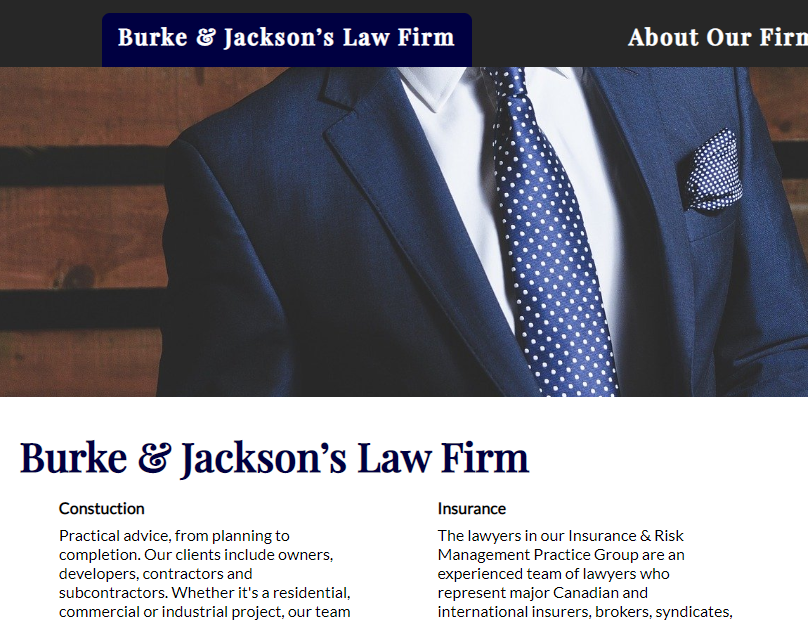 Burke & Jackson’s Law Firm
About Our Firm
Burke & Jackson’s Law Firm
Constuction
Practical advice, from planning to
completion. Our clients include owners,
developers, contractors and
subcontractors. Whether it's a residential,
commercial or industrial project, our team
Insurance
The lawyers in our Insurance & Risk
Management Practice Group are an
experienced team of lawyers who
represent major Canadian and
international insurers, brokers, syndicates,